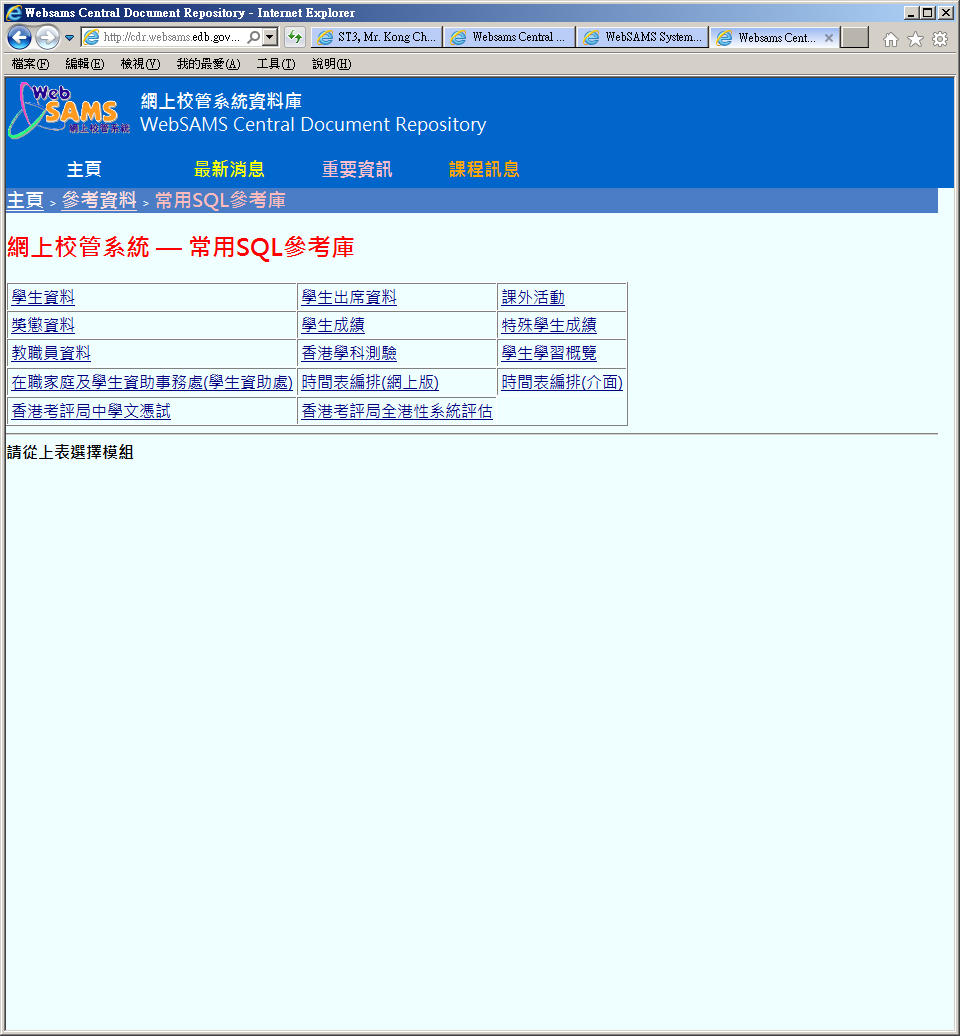 Websams Central Document Repository - Internet Explorer
http://cdr.websams.edb.gov... ST3, Mr. Kong Ch... Websams Central ... WebSAMS System... Websams Cent...
檔案(F) 編輯(E) 檢視(V) 我的最愛(A) 工具(T) 說明(H)
Web
SAMS
網上校管系統
網上校管系統資料庫
WebSAMS Central Document Repository
主頁 最新消息 重要資訊 課程訊息
主頁 > 參考資料 > 常用SQL參考庫
網上校管系統 — 常用SQL參考庫
學生資料 學生出席資料 課外活動
獎懲資料 學生成績 特殊學生成績
教職員資料 香港學科測驗 學生學習概覽
在職家庭及學生資助事務處(學生資助處) 時間表編排(網上版) 時間表編排(介面)
香港考評局中學文憑試 香港考評局全港性系統評估
請從上表選擇模組